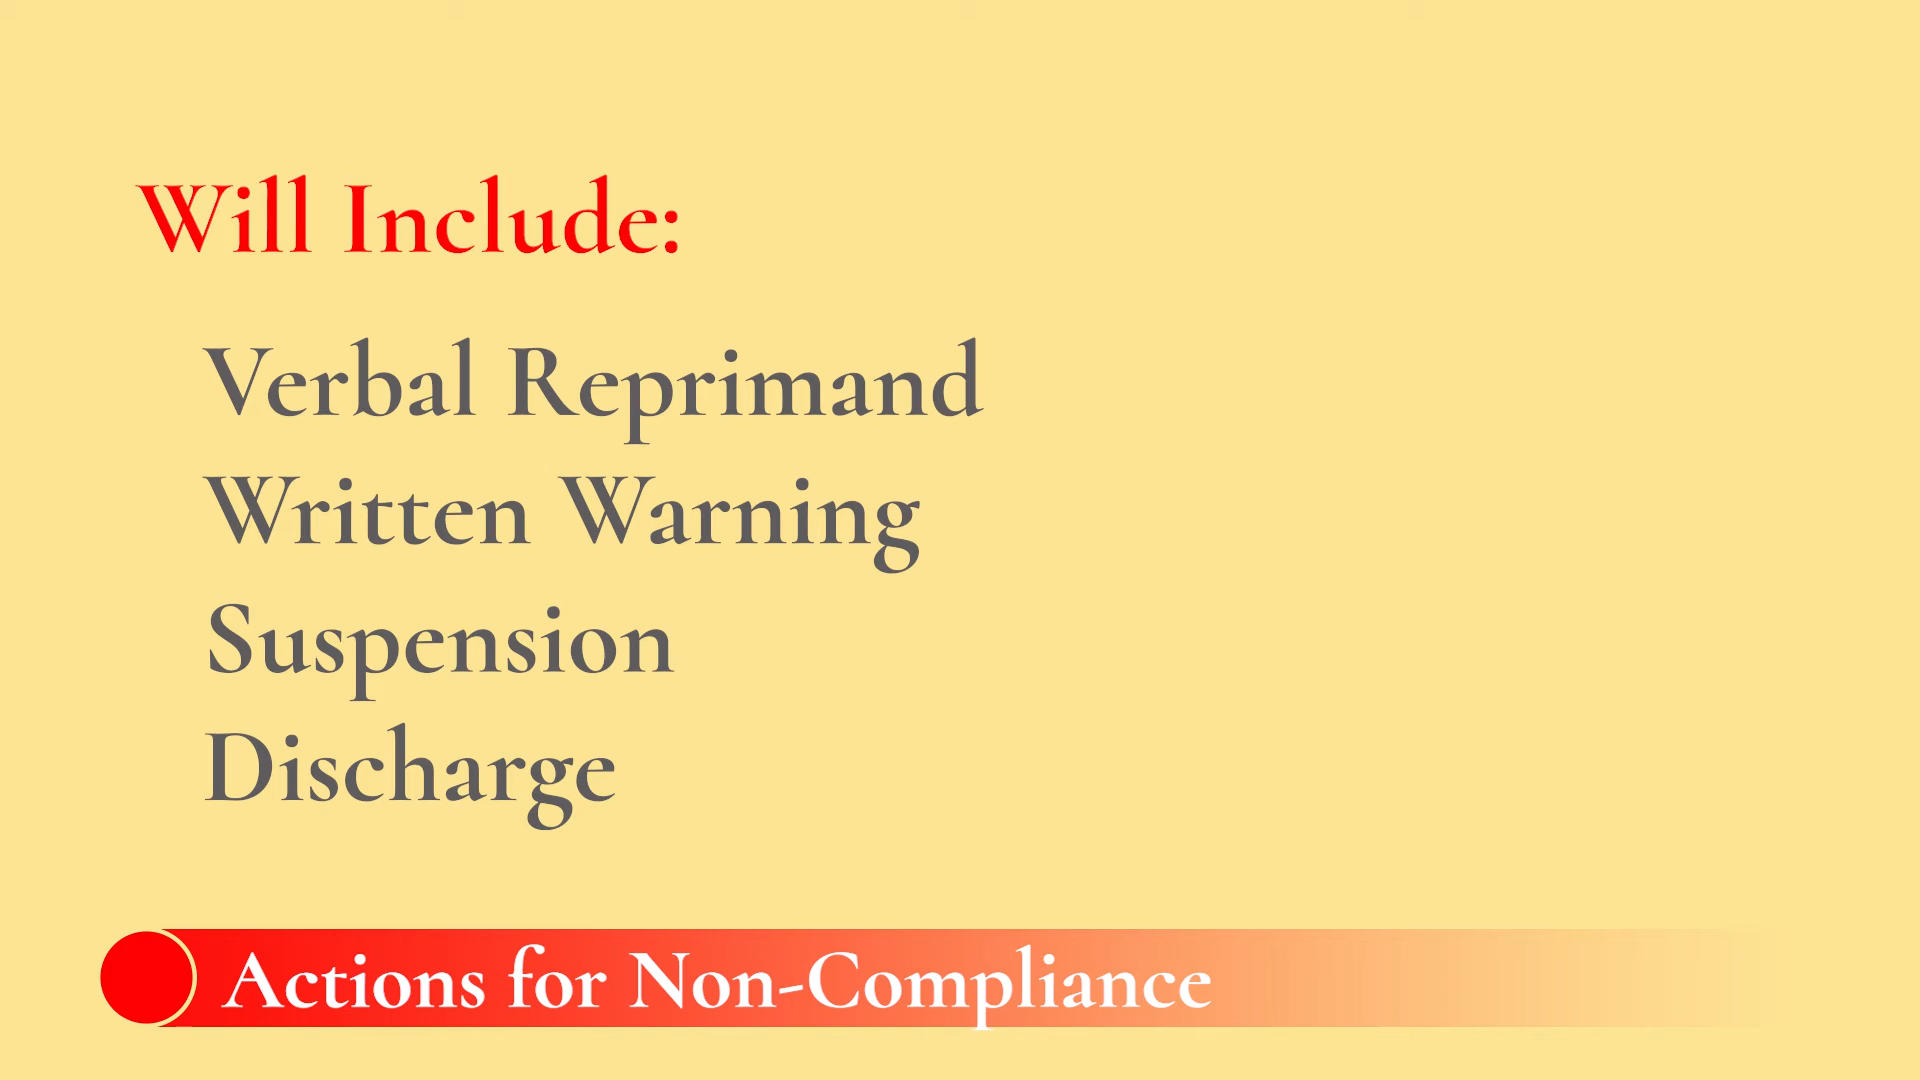 Will Include:
Verbal Reprimand
Written Warning
Suspension
Discharge
Actions for Non-Compliance